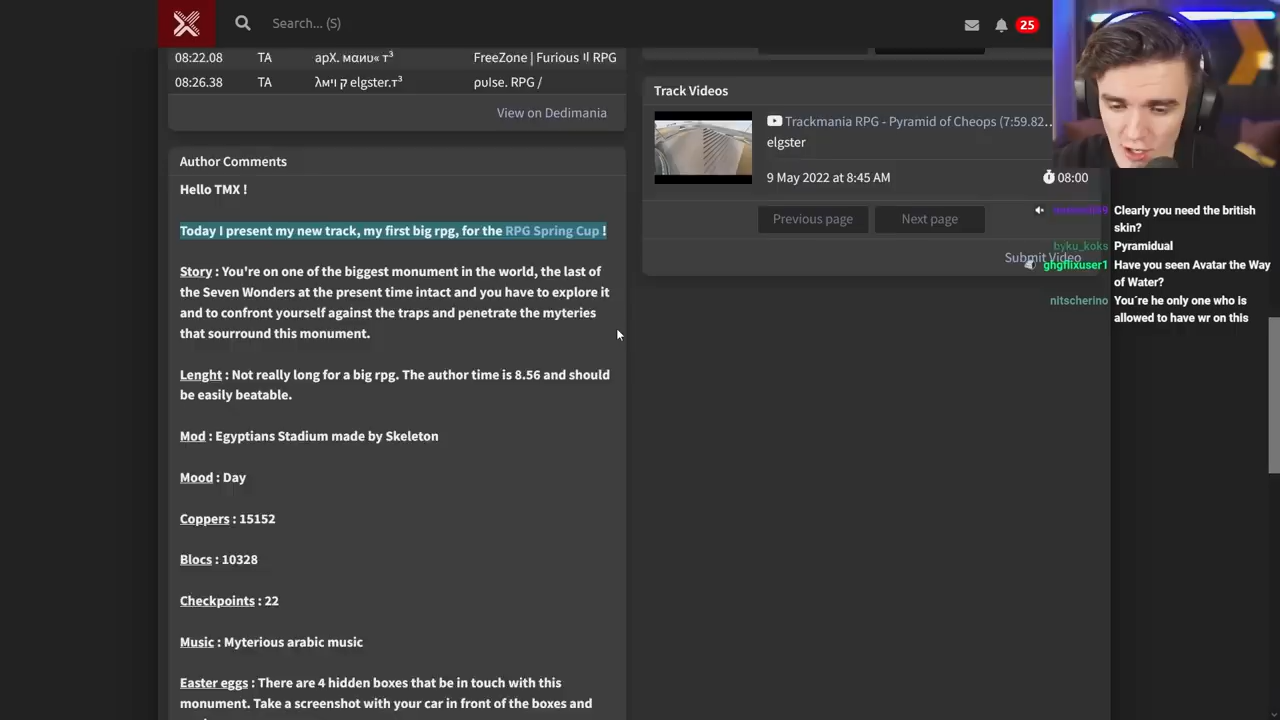 Search... (S)
25
08:22.08 TA apX. мαηυ« т³ FreeZone | Furious RPG
08:26.38 TA elgster.т³ ρυlse. RPG /
View on Dedimania
Track Videos
Trackmania RPG - Pyramid of Cheops (7:59.82...
elgster
9 May 2022 at 8:45 AM 08:00
Previous page Next page
Submit Video
Author Comments
Hello TMX !
Today I present my new track, my first big rpg, for the RPG Spring Cup !
Story : You're on one of the biggest monument in the world, the last of
the Seven Wonders at the present time intact and you have to explore it
and to confront yourself against the traps and penetrate the myteries
that sourround this monument.
Lenght : Not really long for a big rpg. The author time is 8.56 and should
be easily beatable.
Mod : Egyptians Stadium made by Skeleton
Mood : Day
Coppers : 15152
Blocs : 10328
Checkpoints : 22
Music : Myterious arabic music
Easter eggs : There are 4 hidden boxes that be in touch with this
monument. Take a screenshot with your car in front of the boxes and
Clearly you need the british
skin?
byku_koks Pyramidual
ghgflixuser1 Have you seen Avatar the Way
of Water?
nitscherino You´re he only one who is
allowed to have wr on this